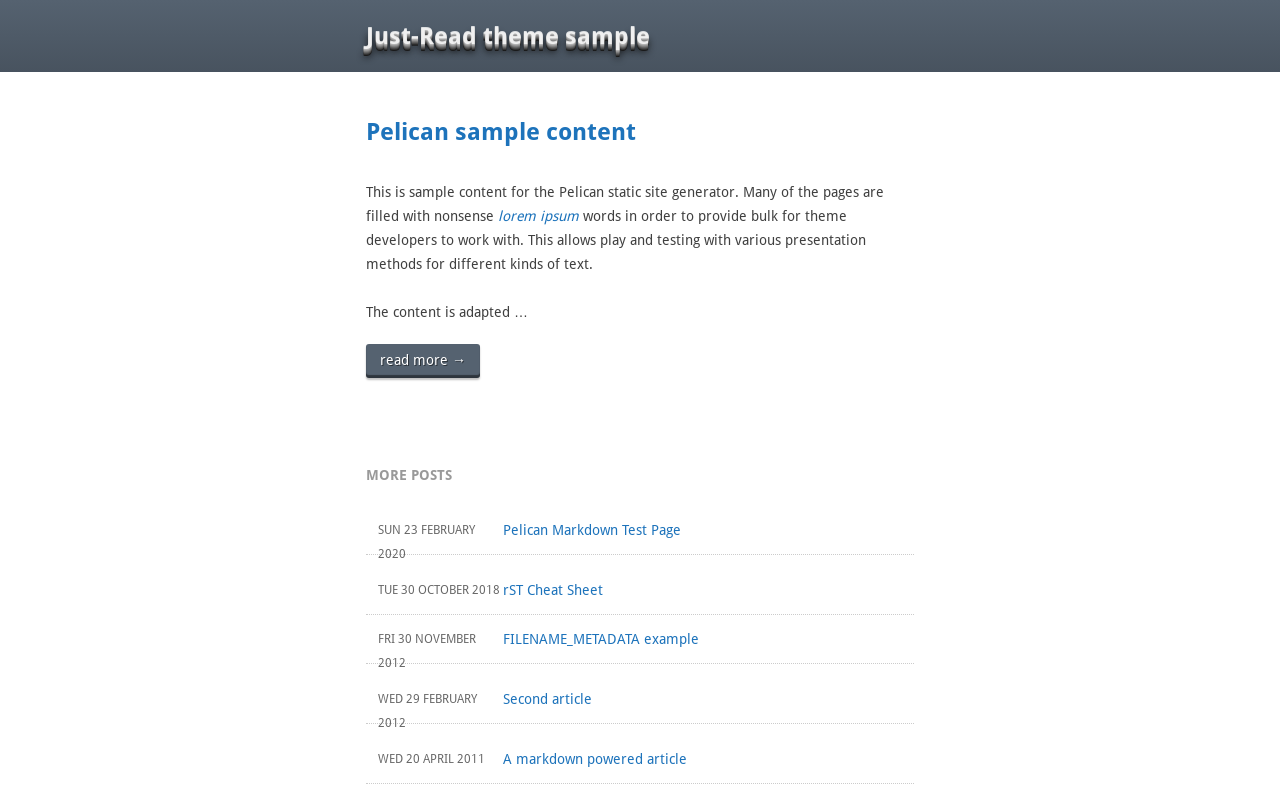 Just-Read theme sample
Pelican sample content
This is sample content for the Pelican static site generator. Many of the pages are
filled with nonsense lorem ipsum words in order to provide bulk for theme
developers to work with. This allows play and testing with various presentation
methods for different kinds of text.
The content is adapted …
read more →
MORE POSTS
SUN 23 FEBRUARY 2020
Pelican Markdown Test Page
TUE 30 OCTOBER 2018
rST Cheat Sheet
FRI 30 NOVEMBER 2012
FILENAME_METADATA example
WED 29 FEBRUARY 2012
Second article
WED 20 APRIL 2011
A markdown powered article